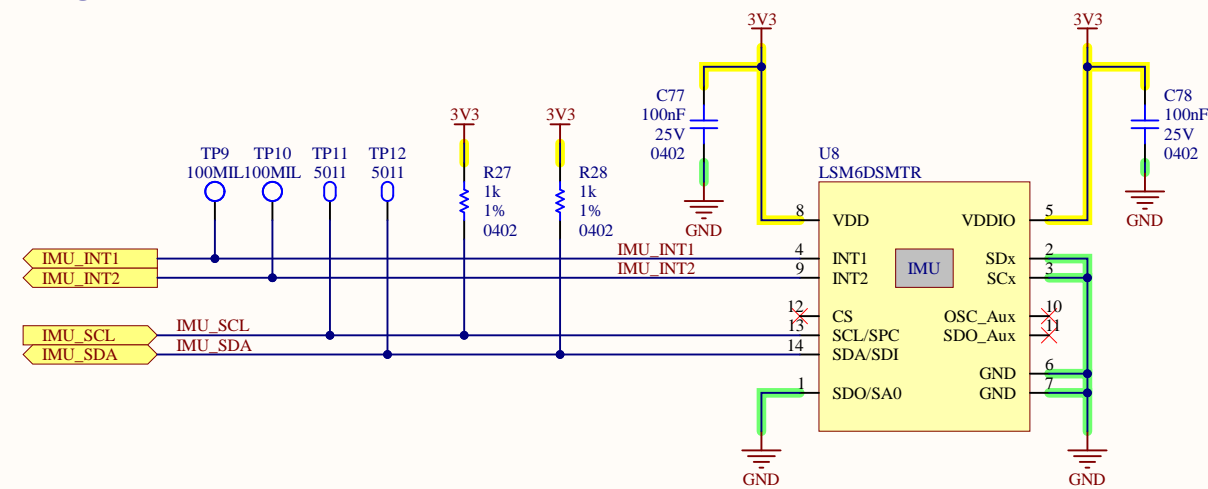 3V3
3V3
C77
100nF
25V
0402
C78
100nF
25V
0402
3V3
3V3
TP9
100MIL
TP10
100MIL
TP11
5011
TP12
5011
R27
1k
1%
0402
R28
1k
1%
0402
GND
GND
U8
LSM6DSMTR
8 VDD VDDIO 5
IMU_INT1 IMU_INT1 4 INT1 IMU SDx 2
IMU_INT2 IMU_INT2 9 INT2 SCx 3
12 CS OSC_Aux 10
IMU_SCL IMU_SCL 13 SCL/SPC SDO_Aux 11
IMU_SDA IMU_SDA 14 SDA/SDI
GND 6
1 SDO/SA0 GND 7
GND
GND